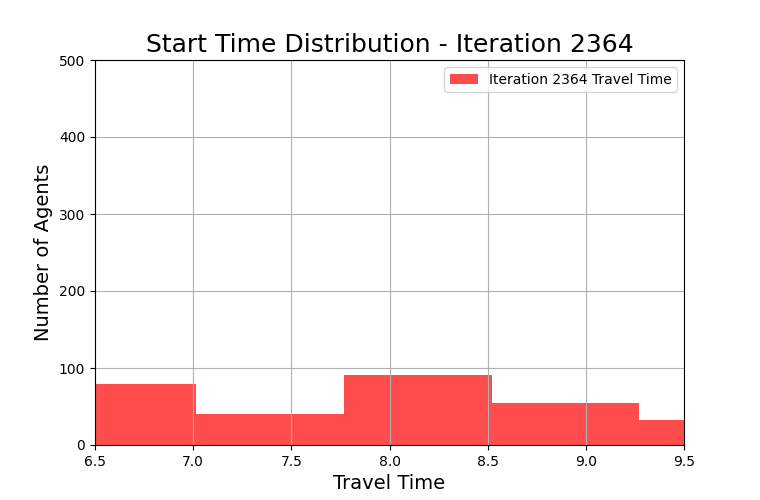 Start Time Distribution - Iteration 2364
Iteration 2364 Travel Time
Number of Agents
500
400
300
200
100
0
6.5 7.0 7.5 8.0 8.5 9.0 9.5
Travel Time